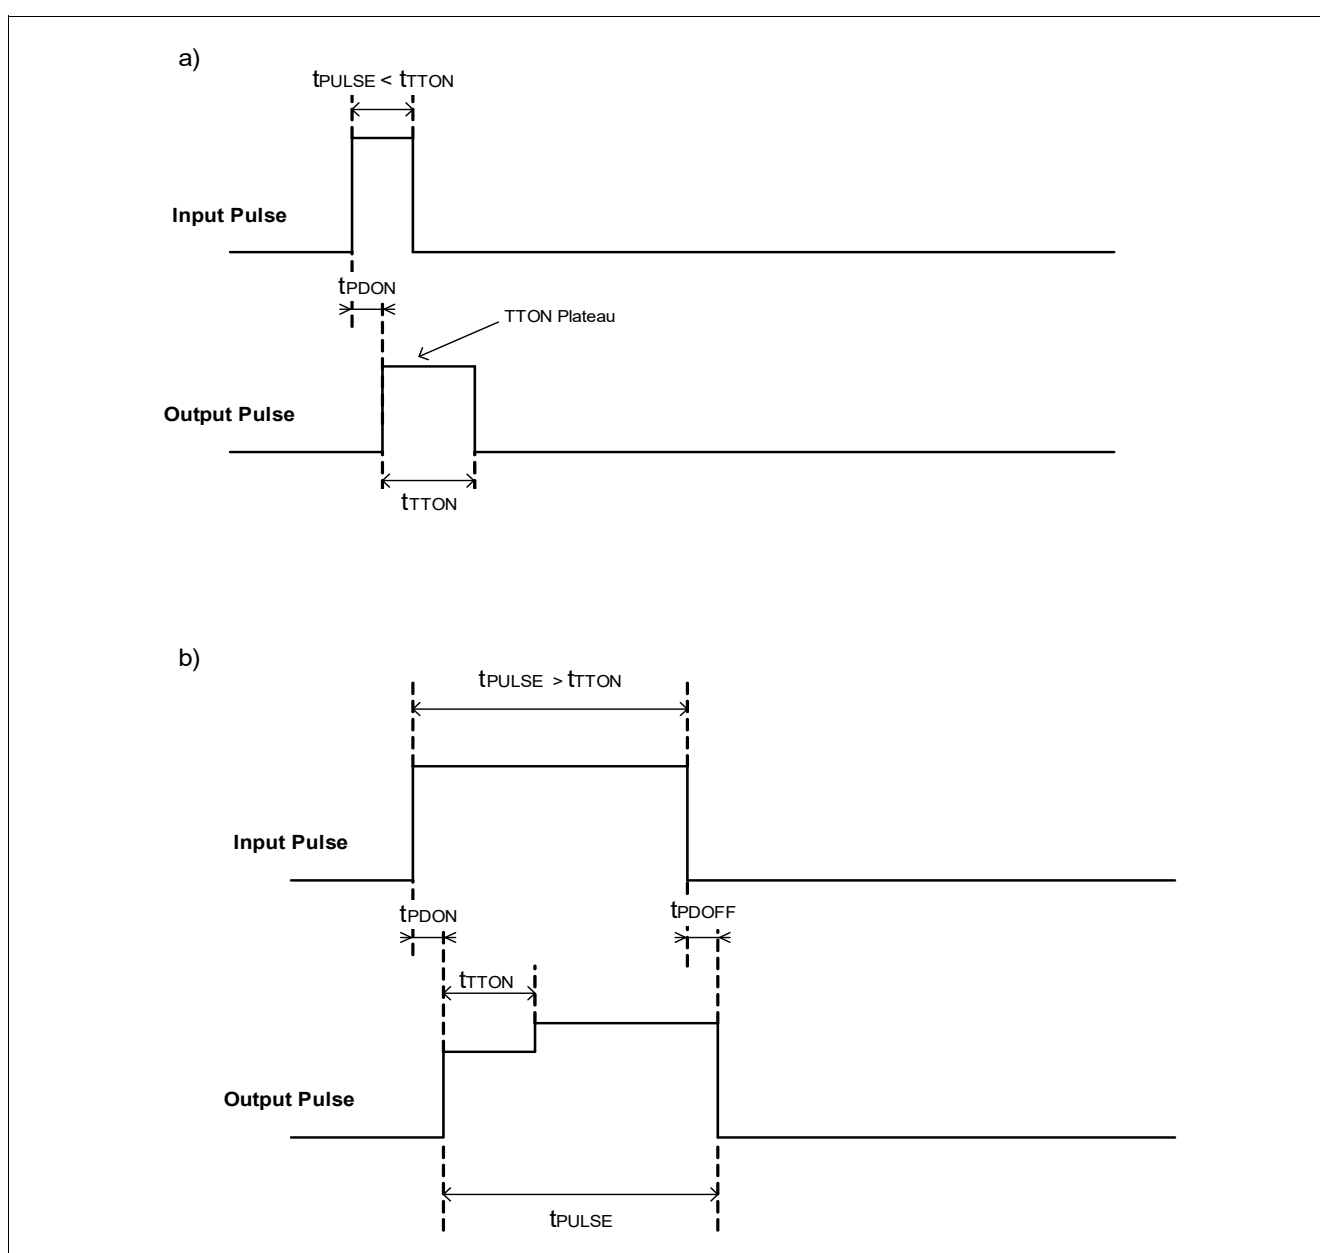 a)
tPULSE < tTTON
Input Pulse
tPDON
TTON Plateau
Output Pulse
tTTON
b)
tPULSE > tTTON
Input Pulse
tPDON
tPDOFF
tTTON
Output Pulse
tPULSE